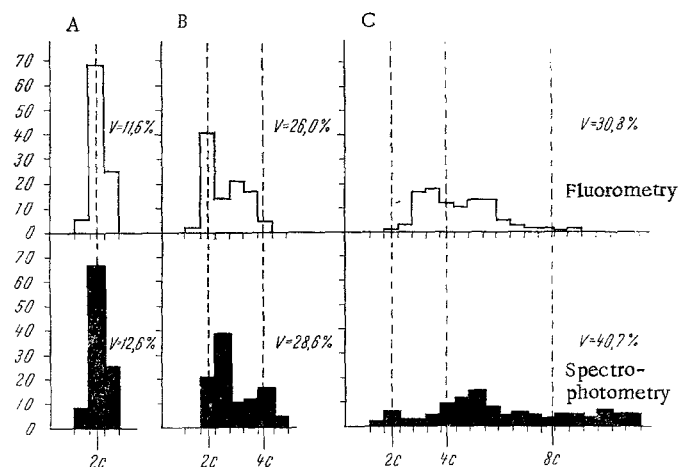 A B C
70
60
50
40
30
20
10
0
V=11,6%
V=26,0%
V=30,8%
Fluorometry
70
60
50
40
30
20
10
0
V=12,6%
V=28,6%
V=40,7%
Spectro-
photometry
2c 2c 4c 2c 4c 8c